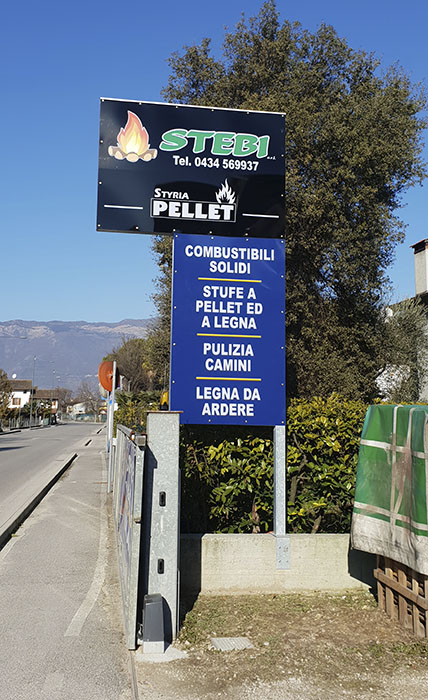 STEBI s.r.l.
Tel. 0434 569937
STYRIA
PELLET
COMBUSTIBILI
SOLIDI
STUFE A
PELLET ED
A LEGNA
PULIZIA
CAMINI
LEGNA DA
ARDERE